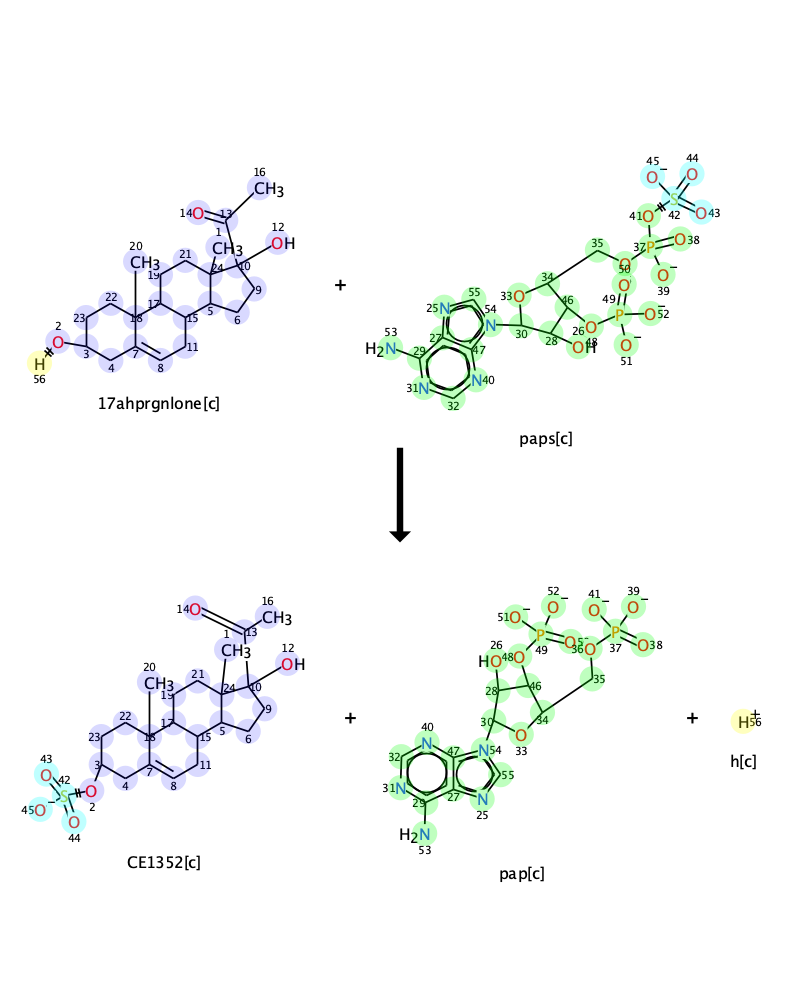 45 44
16
O− O
CH3
S
14 O 13 41 O 42 O 43
1 12
20 CH3 OH 35 37 P O 38
21
CH3 24 10 O
19 34 50 O−
22 9 55 33 O 49 O 39
23 18 17 5 25 N 46
2 15 6 54 26 P O− 52
O 53 27 N 30 O
3 7 11 H2N 29 47 28 48 OH O−
H 4 8 51
56 31 N N 40
32
17ahprgnlone[c] + paps[c]
52 39
41
16 51 O− O− O− O−
14 O CH3
13 26 P O P O 38
1 12 49 36 37
CH3 OH HO 48 O O
20 21
CH3 24 10 28 46 35
19 9
22 18 17 5 6 30 34
23 15 40 O
N 47 N 54 33
43 3 7 11 32
O 42 4 8 55
S O 31 N 27 N
45 O− 2 29 25
O
44 H2N
53
H+ 56
CE1352[c] + pap[c] + h[c]